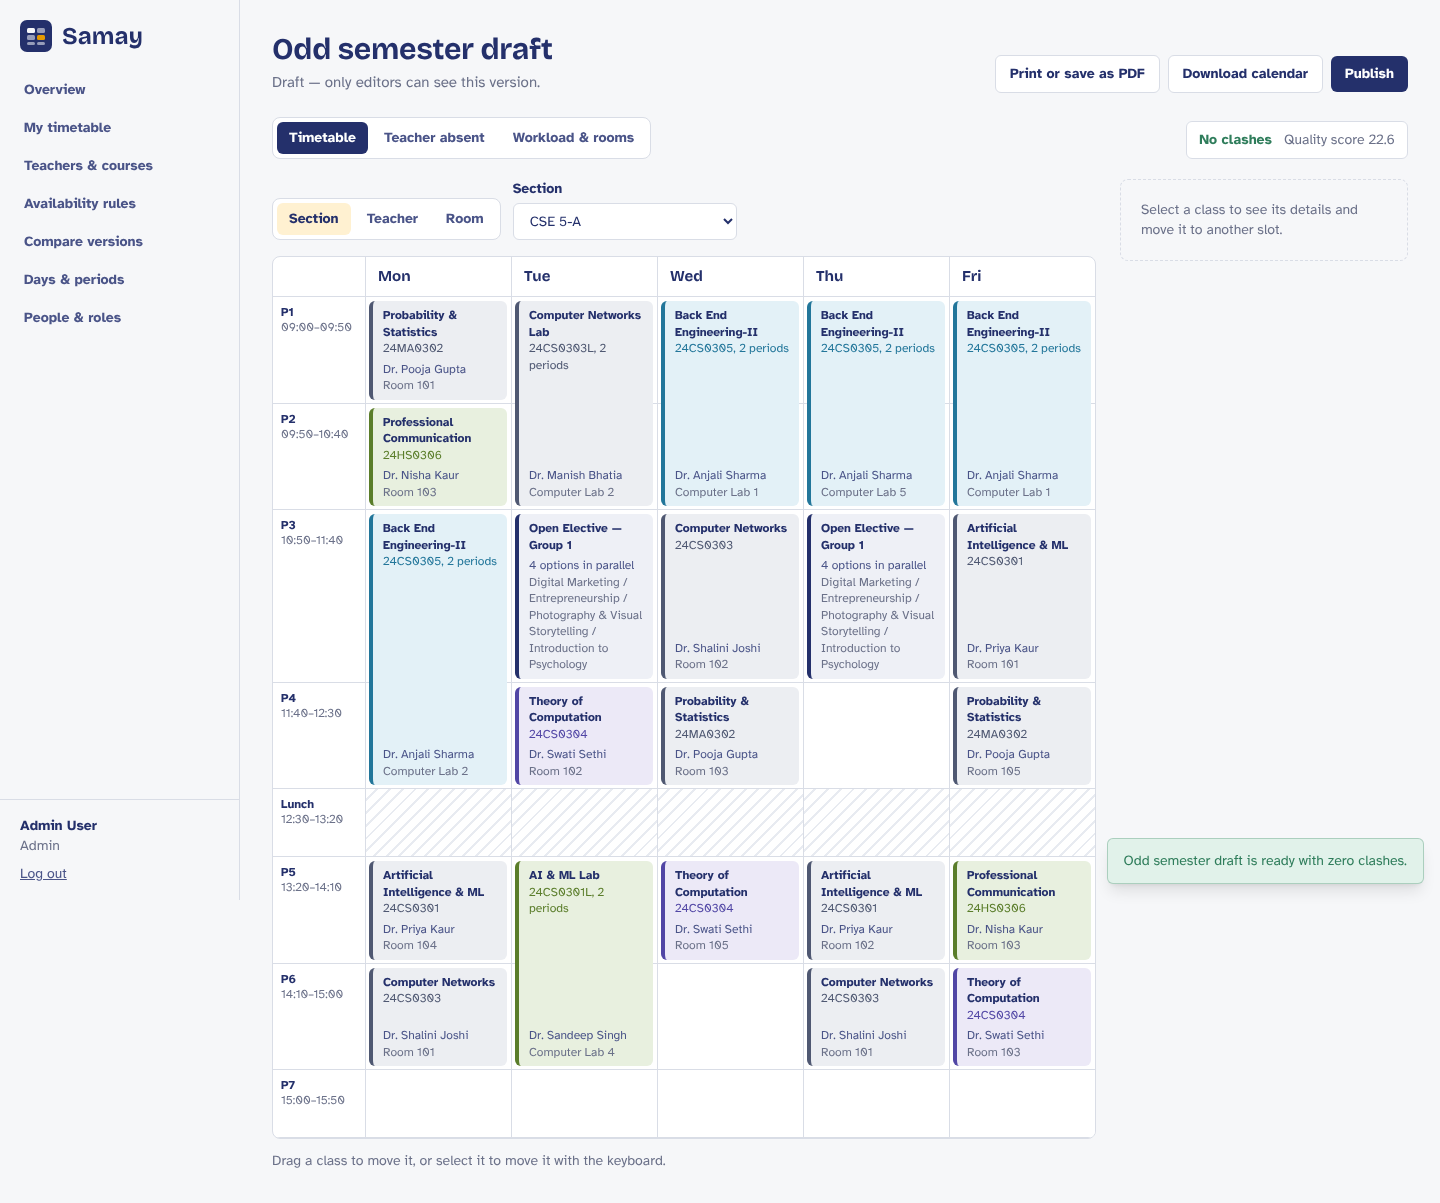 Samay
Overview
My timetable
Teachers & courses
Availability rules
Compare versions
Days & periods
People & roles
Admin User
Admin
Log out
Odd semester draft
Draft — only editors can see this version.
Print or save as PDF
Download calendar
Publish
Timetable
Teacher absent
Workload & rooms
No clashes
Quality score 22.6
Section
Teacher
Room
Section
CSE 5-A
Select a class to see its details and
move it to another slot.
Mon
Tue
Wed
Thu
Fri
P1
09:00–09:50
Probability &
Statistics
24MA0302
Dr. Pooja Gupta
Room 101
Computer Networks
Lab
24CS0303L, 2
periods
Dr. Manish Bhatia
Computer Lab 2
Back End
Engineering-II
24CS0305, 2 periods
Dr. Anjali Sharma
Computer Lab 1
Back End
Engineering-II
24CS0305, 2 periods
Dr. Anjali Sharma
Computer Lab 5
Back End
Engineering-II
24CS0305, 2 periods
Dr. Anjali Sharma
Computer Lab 1
P2
09:50–10:40
Professional
Communication
24HS0306
Dr. Nisha Kaur
Room 103
P3
10:50–11:40
Back End
Engineering-II
24CS0305, 2 periods
Dr. Anjali Sharma
Computer Lab 2
Open Elective —
Group 1
4 options in parallel
Digital Marketing /
Entrepreneurship /
Photography & Visual
Storytelling /
Introduction to
Psychology
Computer Networks
24CS0303
Dr. Shalini Joshi
Room 102
Open Elective —
Group 1
4 options in parallel
Digital Marketing /
Entrepreneurship /
Photography & Visual
Storytelling /
Introduction to
Psychology
Artificial
Intelligence & ML
24CS0301
Dr. Priya Kaur
Room 101
P4
11:40–12:30
Theory of
Computation
24CS0304
Dr. Swati Sethi
Room 102
Probability &
Statistics
24MA0302
Dr. Pooja Gupta
Room 103
Probability &
Statistics
24MA0302
Dr. Pooja Gupta
Room 105
Lunch
12:30–13:20
P5
13:20–14:10
Artificial
Intelligence & ML
24CS0301
Dr. Priya Kaur
Room 104
AI & ML Lab
24CS0301L, 2
periods
Dr. Sandeep Singh
Computer Lab 4
Theory of
Computation
24CS0304
Dr. Swati Sethi
Room 105
Artificial
Intelligence & ML
24CS0301
Dr. Priya Kaur
Room 102
Professional
Communication
24HS0306
Dr. Nisha Kaur
Room 103
P6
14:10–15:00
Computer Networks
24CS0303
Dr. Shalini Joshi
Room 101
Computer Networks
24CS0303
Dr. Shalini Joshi
Room 101
Theory of
Computation
24CS0304
Dr. Swati Sethi
Room 103
P7
15:00–15:50
Odd semester draft is ready with zero clashes.
Drag a class to move it, or select it to move it with the keyboard.